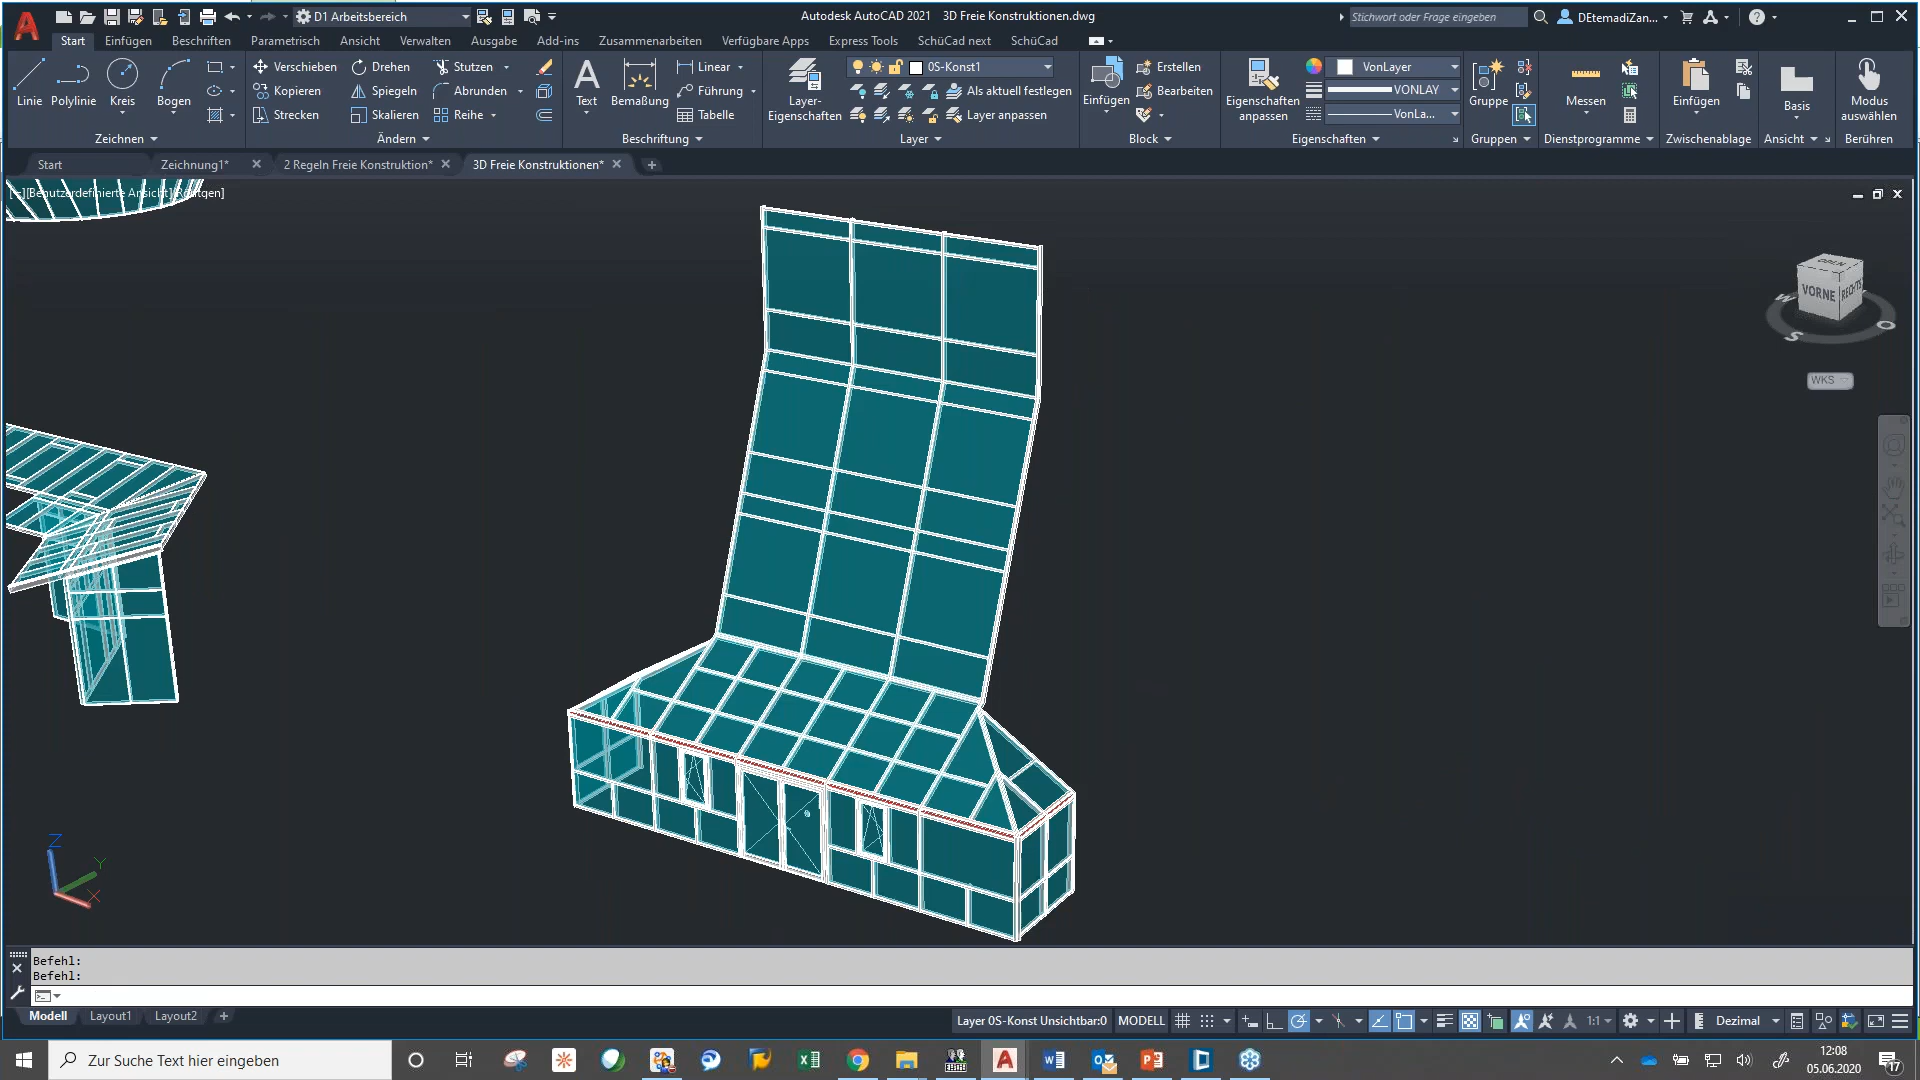 D1 Arbeitsbereich
Autodesk AutoCAD 2021 3D Freie Konstruktionen.dwg
Stichwort oder Frage eingeben
DEtemadiZan...
Start Einfügen Beschriften Parametrisch Ansicht Verwalten Ausgabe Add-ins Zusammenarbeiten Verfügbare Apps Express Tools SchüCad next SchüCad
Linie Polylinie Kreis Bogen
Zeichnen
Verschieben Drehen Stutzen
Kopieren Spiegeln Abrunden
Strecken Skalieren Reihe
Ändern
Text Bemaßung
Linear
Führung
Tabelle
Beschriftung
Layer-Eigenschaften
0S-Konst1
Als aktuell festlegen
Layer anpassen
Layer
Einfügen
Erstellen
Bearbeiten
Block
Eigenschaften anpassen
VonLayer
VONLAY
VonLa...
Eigenschaften
Gruppe
Gruppen
Messen
Dienstprogramme
Einfügen
Zwischenablage
Basis
Ansicht
Modus auswählen
Berühren
Start Zeichnung1* 2 Regeln Freie Konstruktion* 3D Freie Konstruktionen*
[−][Benutzerdefinierte Ansicht][Röntgen]
OBEN
VORNE RECHTS
W
S O
WKS
Z
Y
X
Befehl:
Befehl:
Modell Layout1 Layout2
Layer 0S-Konst Unsichtbar:0 MODELL 1:1 Dezimal
Zur Suche Text hier eingeben
12:08
05.06.2020
17